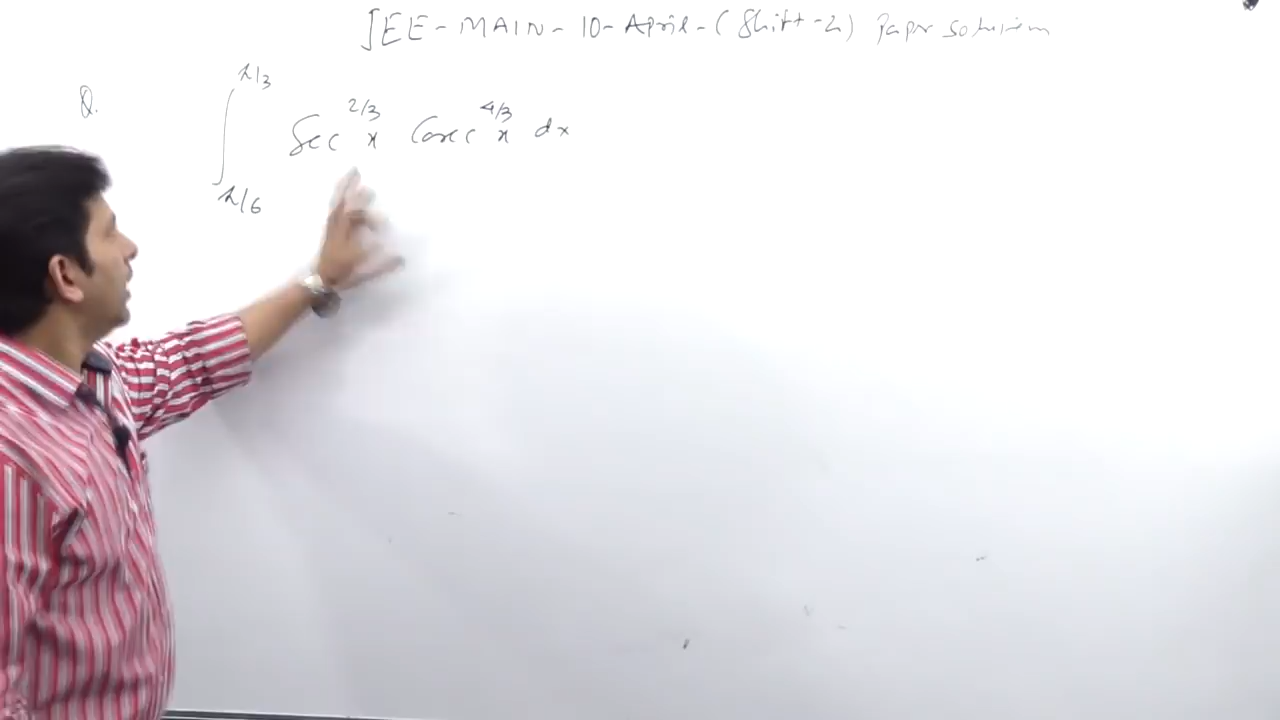 JEE-MAIN-10-April-(Shift-2) Paper solution
Q. ∫_{π/6}^{π/3} Sec^{2/3} x Cosec^{4/3} x dx